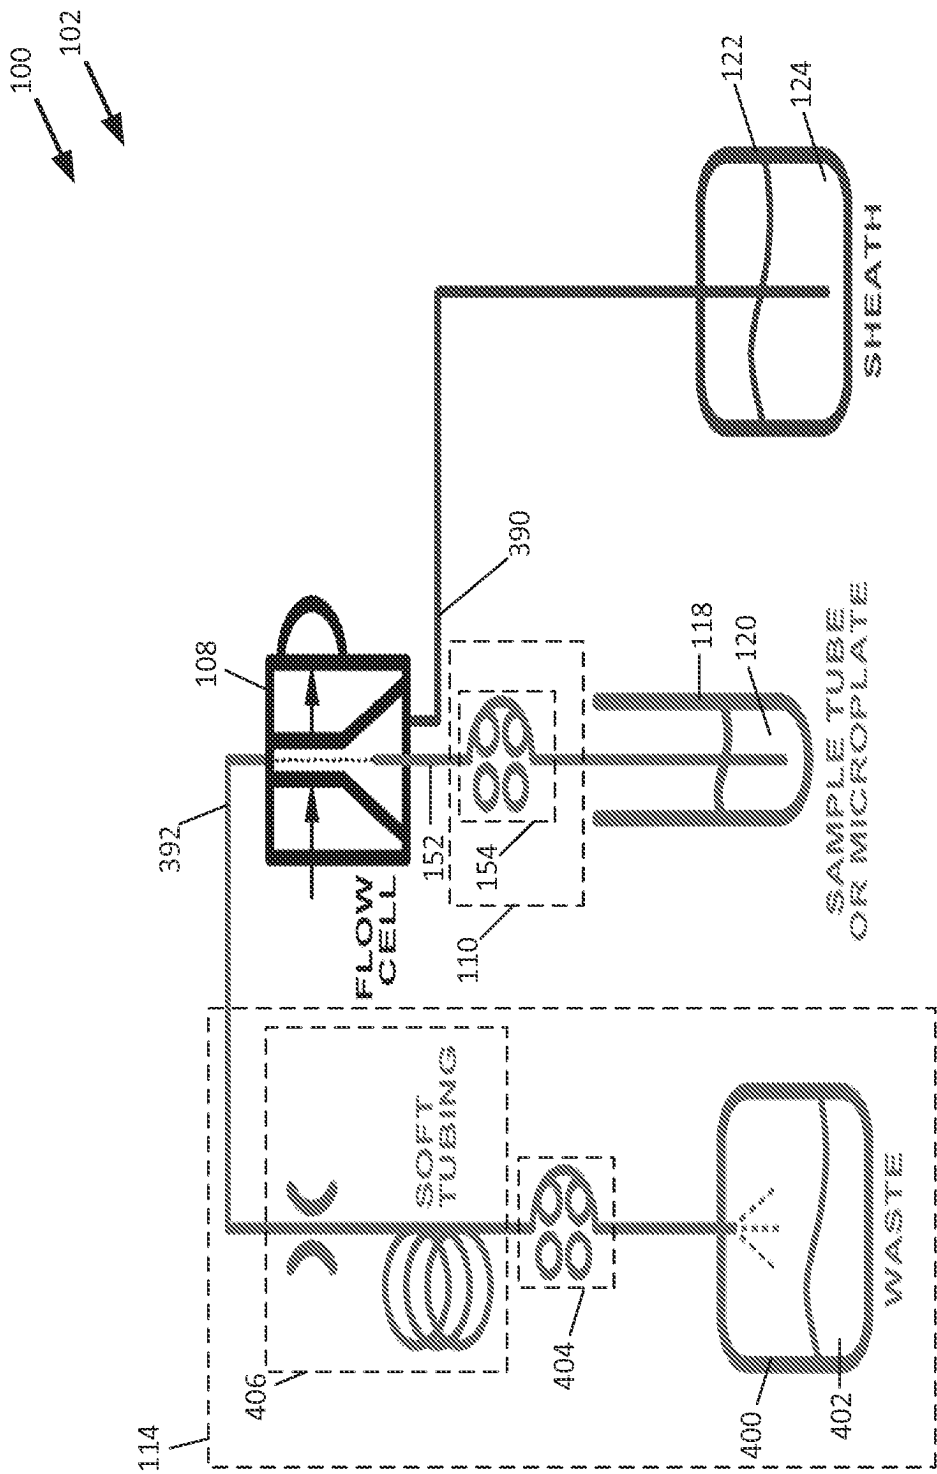 100
102
122
124
SHEATH
390
108
118
120
SAMPLE TUBE
OR MICROPLATE
392
152
154
110
FLOW
CELL
SOFT
TUBING
WASTE
404
406
400
402
114